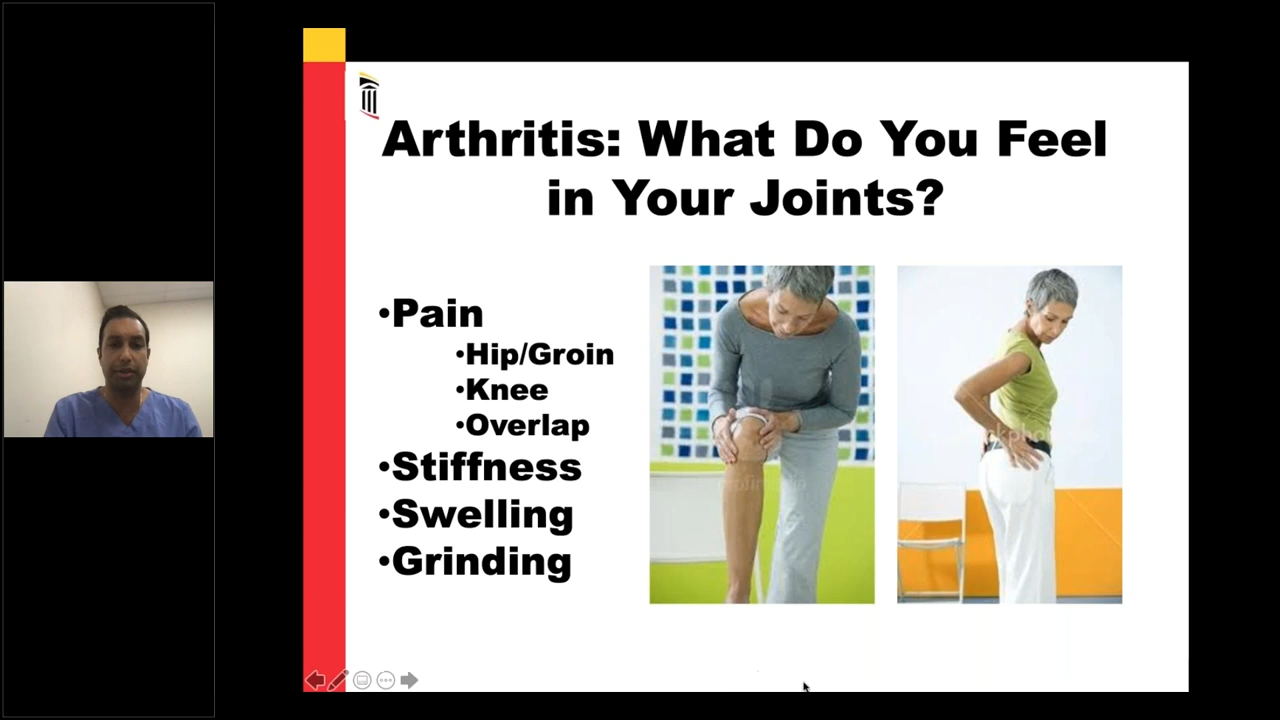 Arthritis: What Do You Feel
in Your Joints?
•Pain
•Hip/Groin
•Knee
•Overlap
•Stiffness
•Swelling
•Grinding